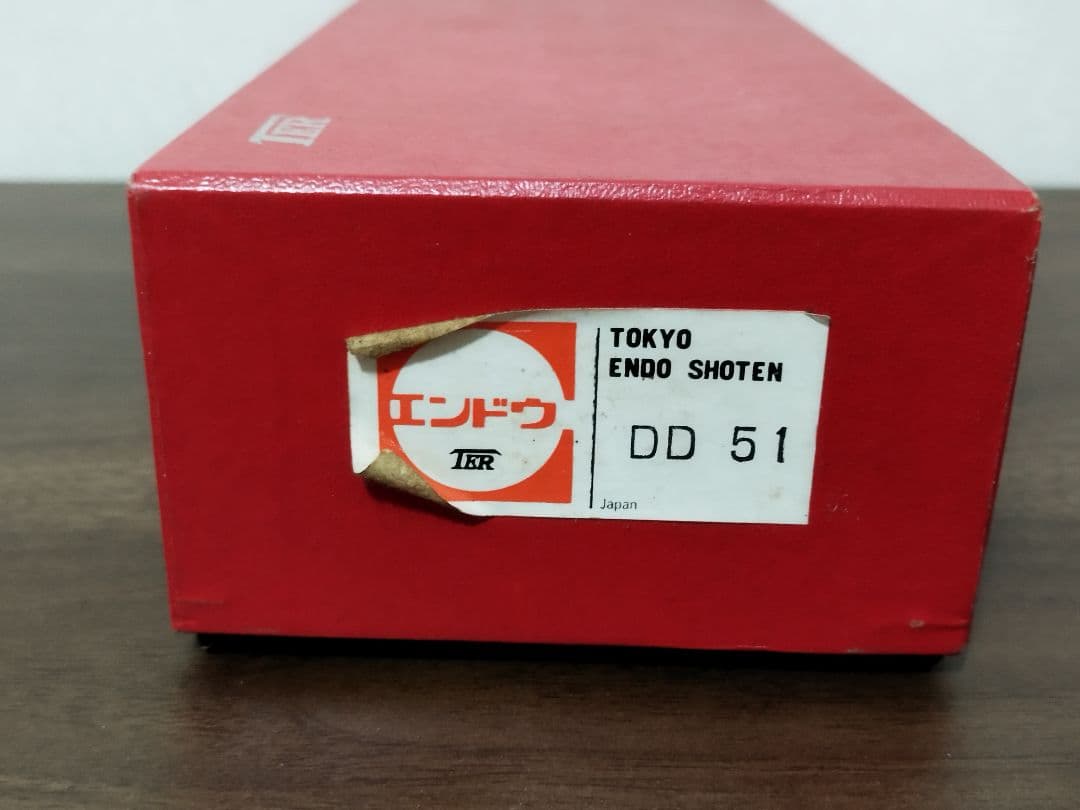 TER
エンドウ
TER
TOKYO
ENDO SHOTEN
DD 51
Japan